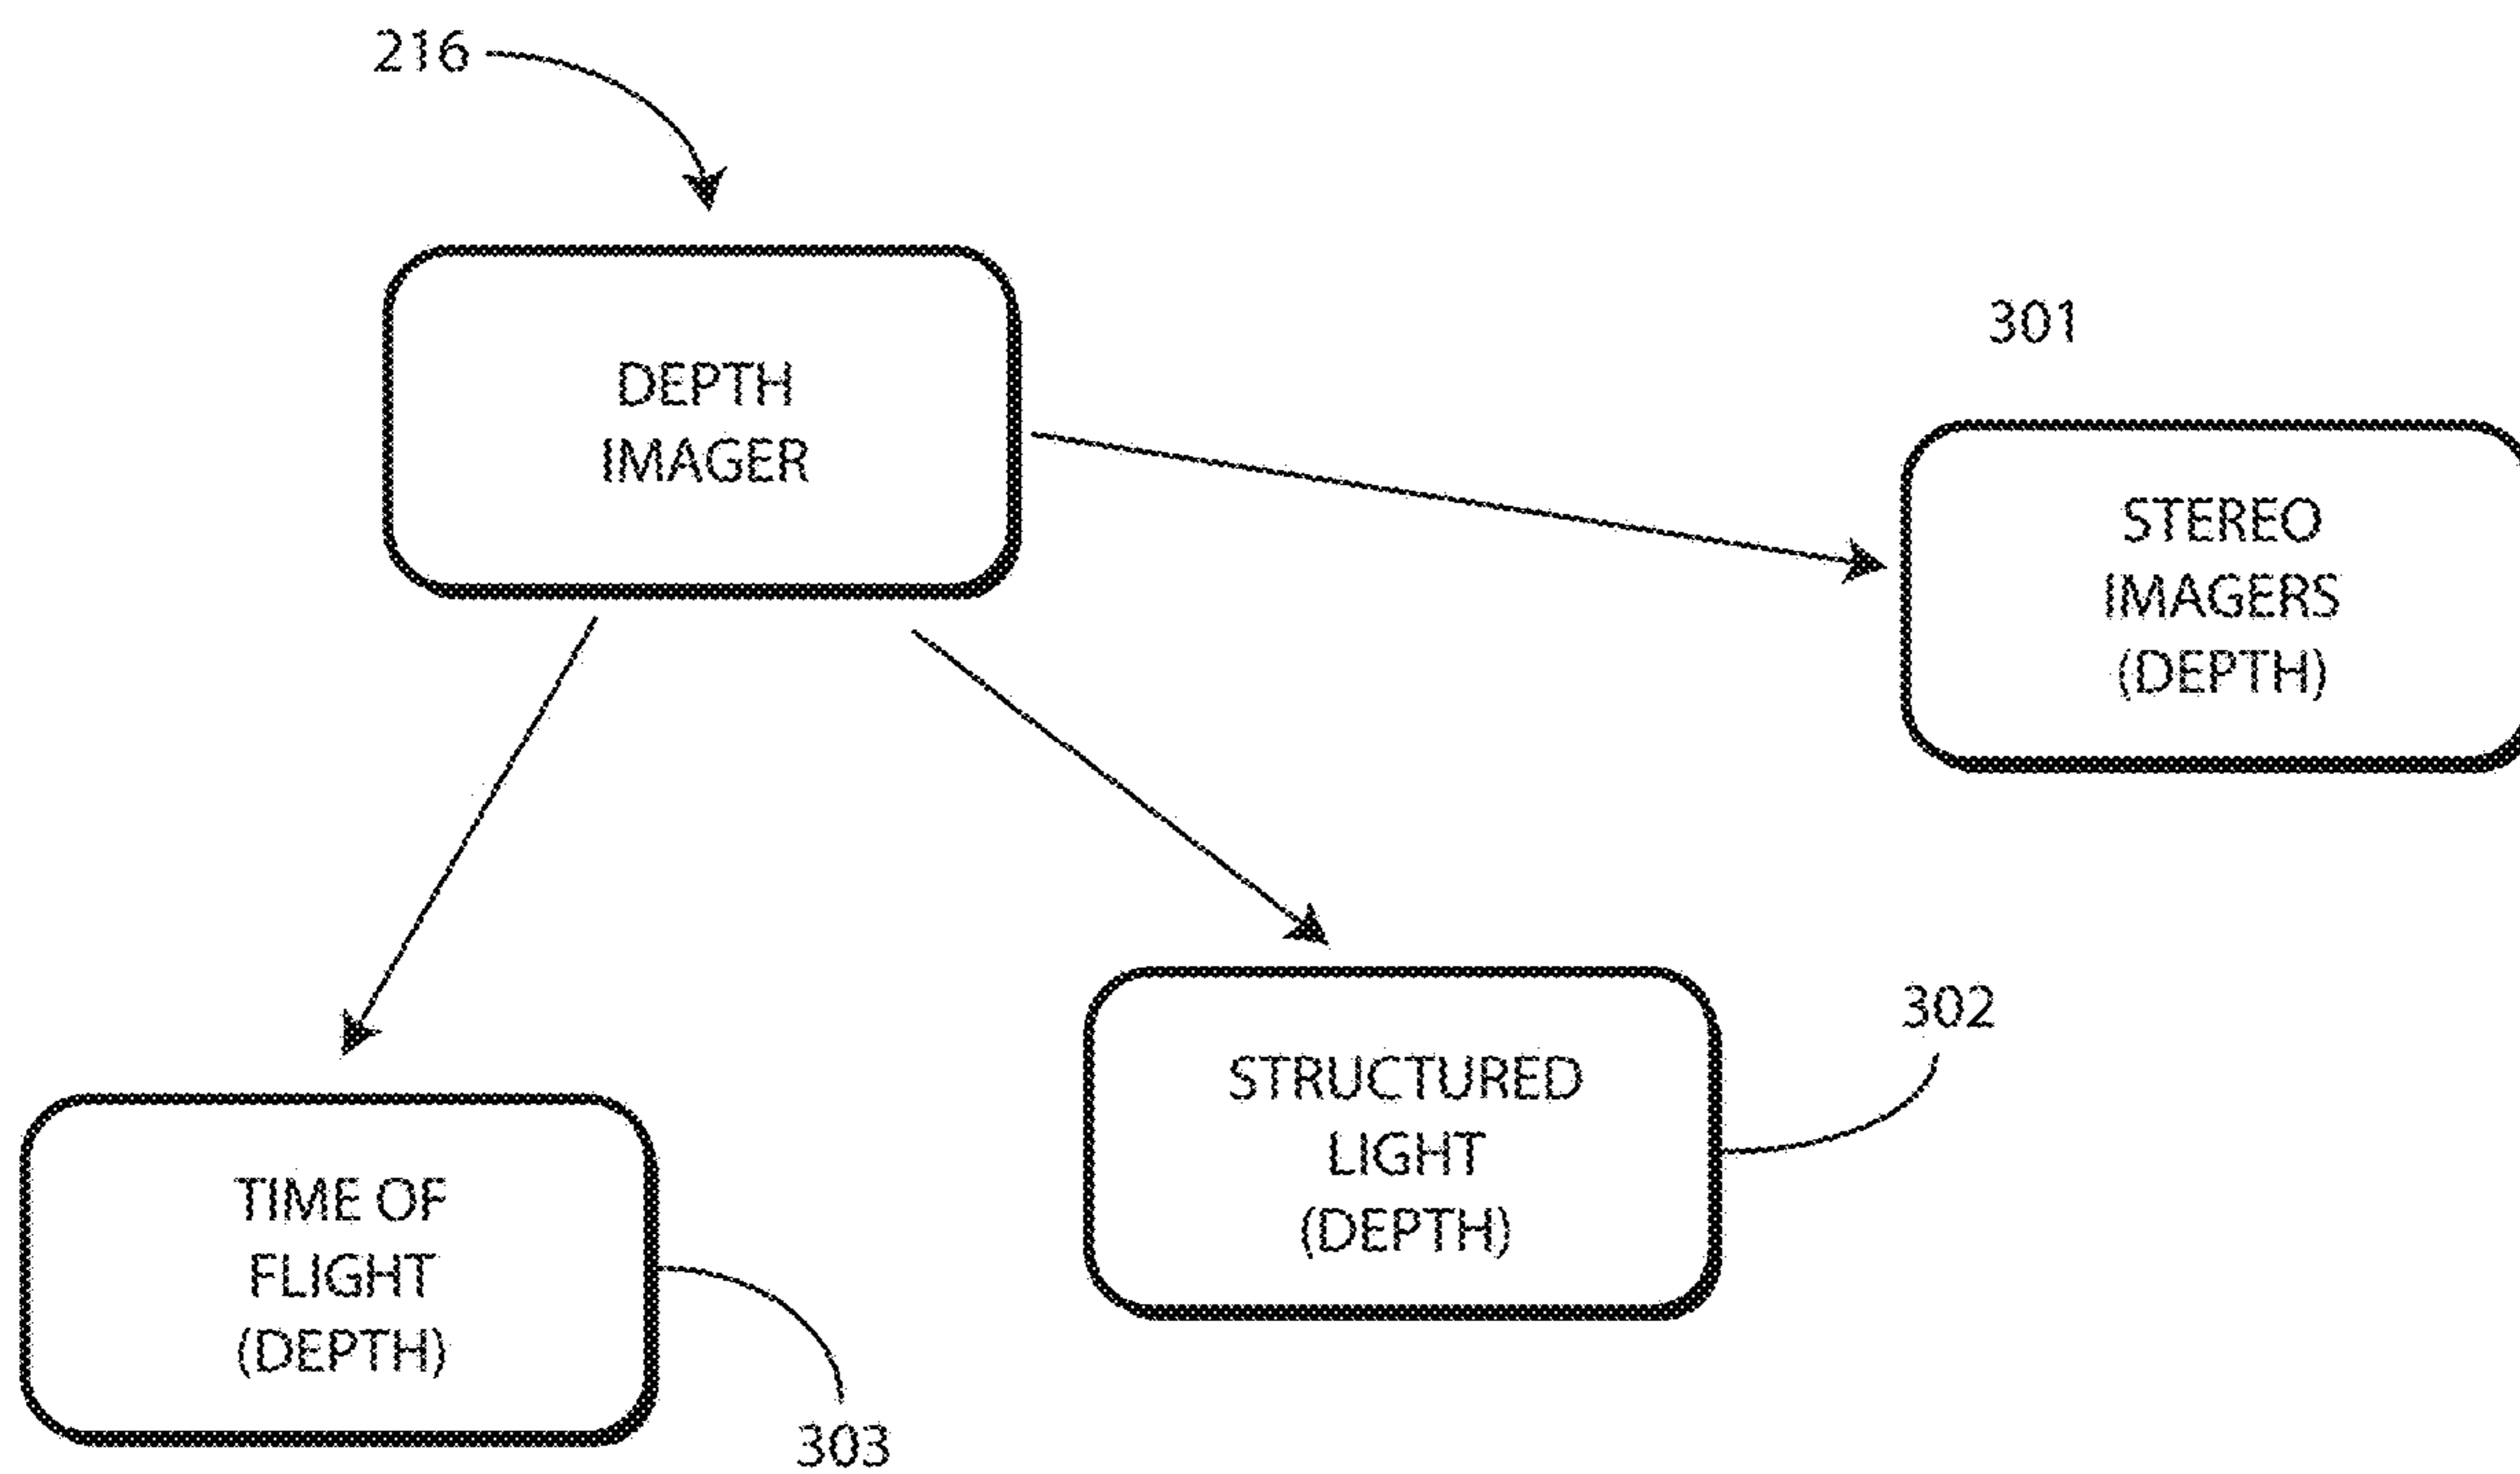 216
DEPTH
IMAGER
301
STEREO
IMAGERS
(DEPTH)
302
STRUCTURED
LIGHT
(DEPTH)
TIME OF
FLIGHT
(DEPTH)
303